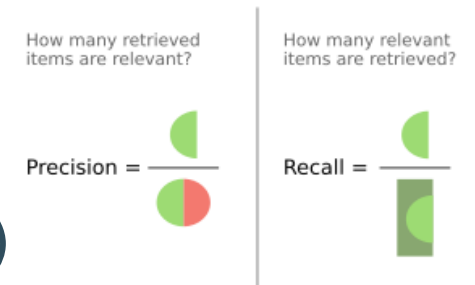 How many retrieved
items are relevant?
Precision =
How many relevant
items are retrieved?
Recall =